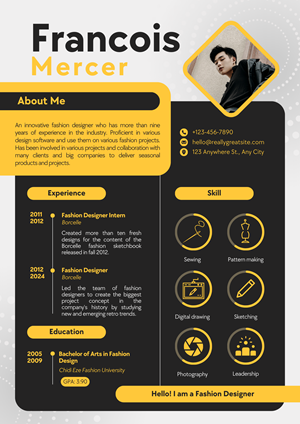 Francois
Mercer
About Me
An innovative fashion designer who has more than nine
years of experience in the industry. Proficient in various
design software and use them on various fashion projects.
Has been involved in various projects and collaboration with
many clients and big companies to deliver seasonal
products and projects.
+123-456-7890
hello@reallygreatsite.com
123 Anywhere St., Any City
Experience
2011
2012
Fashion Designer Intern
Borcelle
Created more than ten fresh
designs for the content of the
Borcelle fashion sketchbook
released in fall 2012.
2012
2024
Fashion Designer
Borcelle
Led the team of fashion
designers to create the biggest
project concept in the
company's history by studying
new and emerging retro trends.
Education
2005
2009
Bachelor of Arts in Fashion
Design
Chidi Eze Fashion University
GPA: 3.90
Skill
Sewing
Pattern making
Digital drawing
Sketching
Photography
Leadership
Hello! I am a Fashion Designer